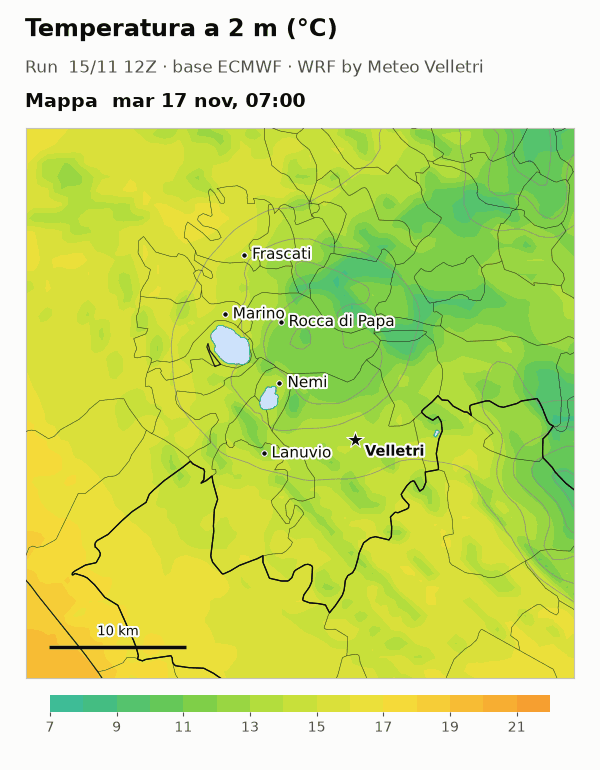 Temperatura a 2 m (°C)
Run  15/11 12Z · base ECMWF · WRF by Meteo Velletri
Mappa  mar 17 nov, 07:00
Frascati
Marino
Rocca di Papa
Nemi
Velletri
Lanuvio
10 km
7 9 11 13 15 17 19 21